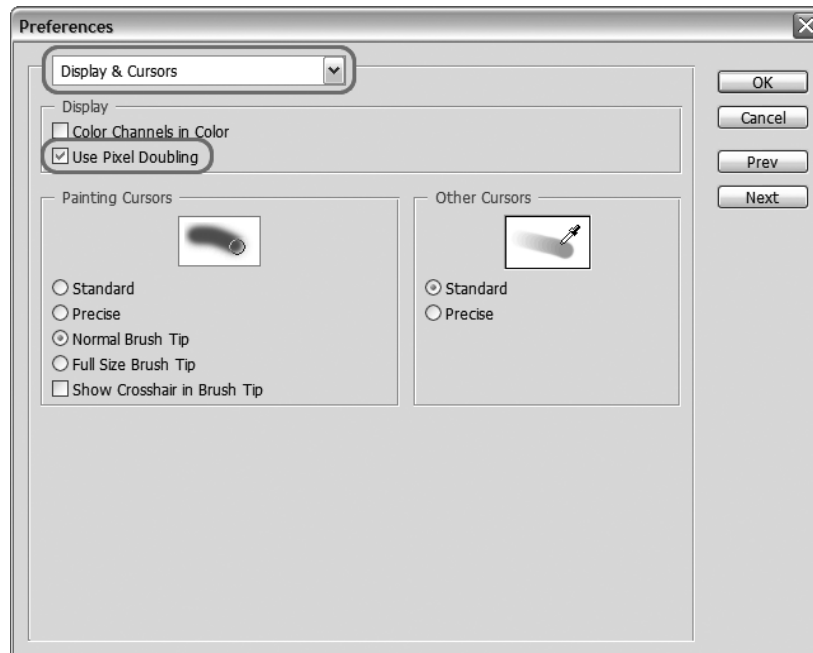 Preferences
Display & Cursors
Display
Color Channels in Color
Use Pixel Doubling
Painting Cursors
Standard
Precise
Normal Brush Tip
Full Size Brush Tip
Show Crosshair in Brush Tip
Other Cursors
Standard
Precise
OK
Cancel
Prev
Next